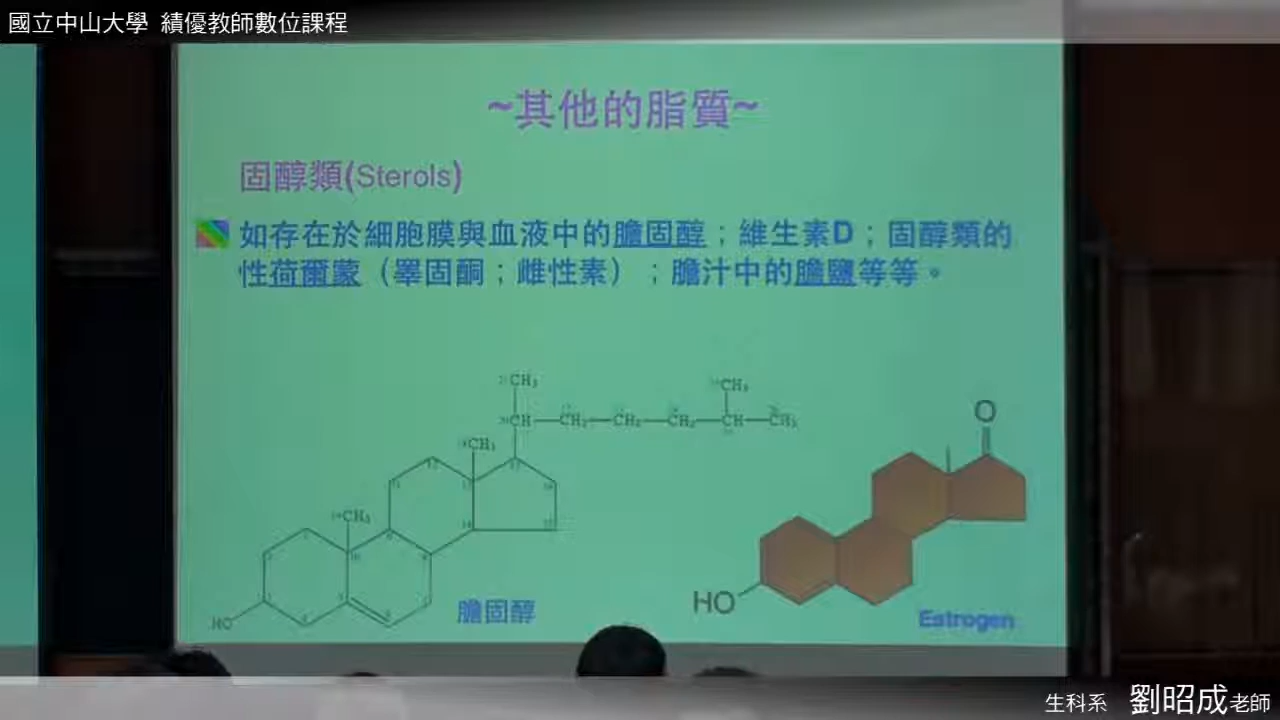 國立中山大學 績優教師數位課程
~其他的脂質~
固醇類(Sterols)
如存在於細胞膜與血液中的膽固醇；維生素D；固醇類的
性荷爾蒙（睪固酮；雌性素）；膽汁中的膽鹽等等。
CH₃
CH₃
CH—CH₂—CH₂—CH₂—CH—CH₃
O
CH₃
CH₃
HO
HO
膽固醇
Estrogen
生科系 劉昭成老師